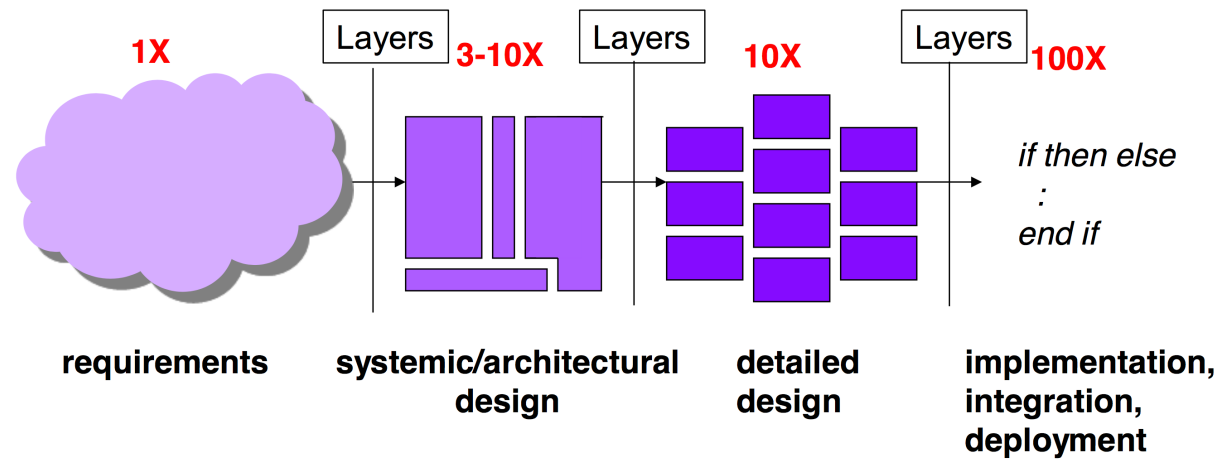 1X
Layers
3-10X
Layers
10X
Layers
100X
if then else
:
end if
requirements
systemic/architectural
design
detailed
design
implementation,
integration,
deployment